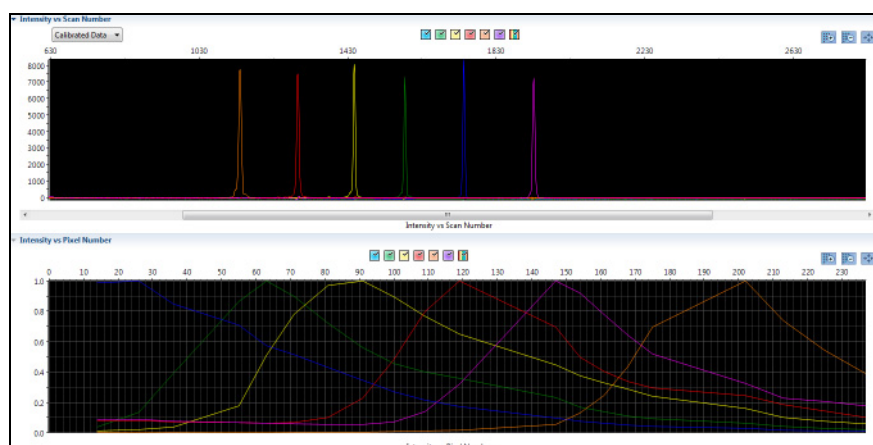 Intensity vs Scan Number
Calibrated Data
630 1030 1430 1830 2230 2630
8000
7000
6000
5000
4000
3000
2000
1000
0
Intensity vs Scan Number
Intensity vs Pixel Number
0 10 20 30 40 50 60 70 80 90 100 110 120 130 140 150 160 170 180 190 200 210 220 230
1.0
0.8
0.6
0.4
0.2
0.0